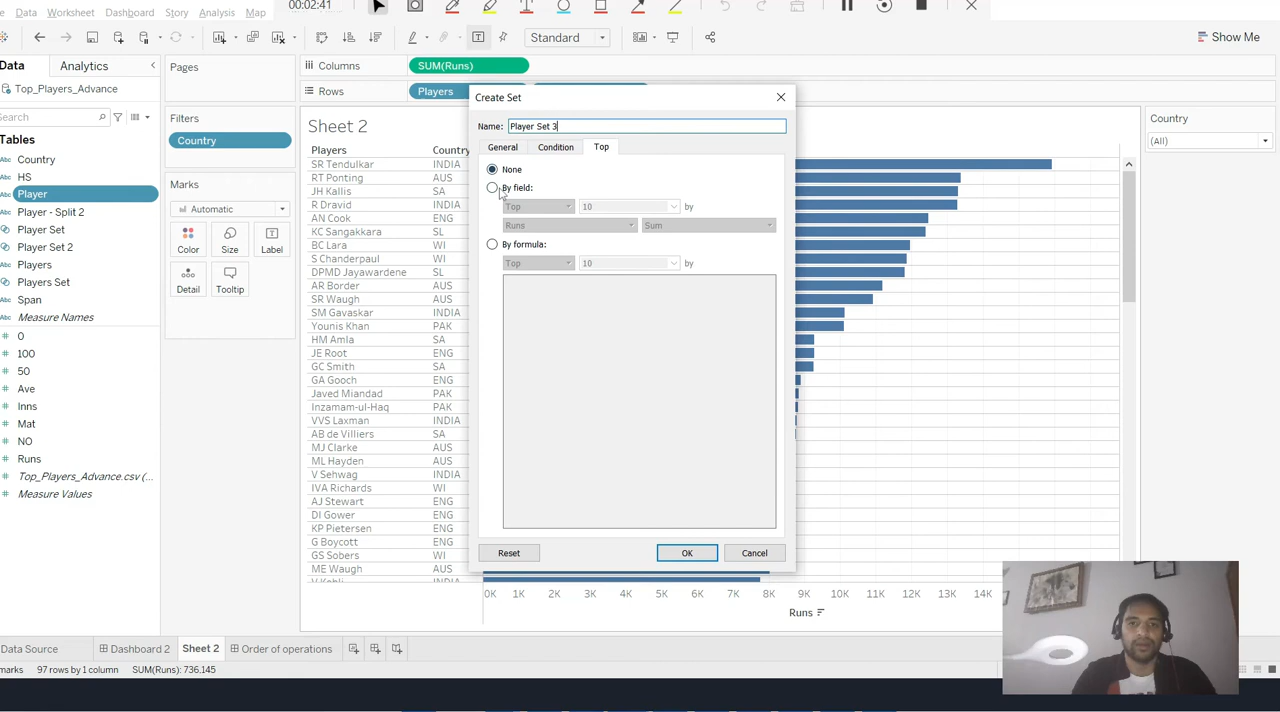 00:02:41
e Data Worksheet Dashboard Story Analysis Map
Standard
Show Me
Data Analytics
Top_Players_Advance
Search
Tables
Country
HS
Player
Player - Split 2
Player Set
Player Set 2
Players
Players Set
Span
Measure Names
0
100
50
Ave
Inns
Mat
NO
Runs
Top_Players_Advance.csv (...
Measure Values
Pages
Filters
Country
Marks
Automatic
Color Size Label
Detail Tooltip
Columns SUM(Runs)
Rows Players
Sheet 2
Players Country
SR Tendulkar INDIA
RT Ponting AUS
JH Kallis SA
R Dravid INDIA
AN Cook ENG
KC Sangakkara SL
BC Lara WI
S Chanderpaul WI
DPMD Jayawardene SL
AR Border AUS
SR Waugh AUS
SM Gavaskar INDIA
Younis Khan PAK
HM Amla SA
JE Root ENG
GC Smith SA
GA Gooch ENG
Javed Miandad PAK
Inzamam-ul-Haq PAK
VVS Laxman INDIA
AB de Villiers SA
MJ Clarke AUS
ML Hayden AUS
V Sehwag INDIA
IVA Richards WI
AJ Stewart ENG
DI Gower ENG
KP Pietersen ENG
G Boycott ENG
GS Sobers WI
ME Waugh AUS
V Kohli INDIA
0K 1K 2K 3K 4K 5K 6K 7K 8K 9K 10K 11K 12K 13K 14K
Runs
Create Set
Name: Player Set 3
General Condition Top
None
By field:
Top 10 by
Runs Sum
By formula:
Top 10 by
Reset OK Cancel
Country
(All)
Data Source Dashboard 2 Sheet 2 Order of operations
marks 97 rows by 1 column SUM(Runs): 736,145